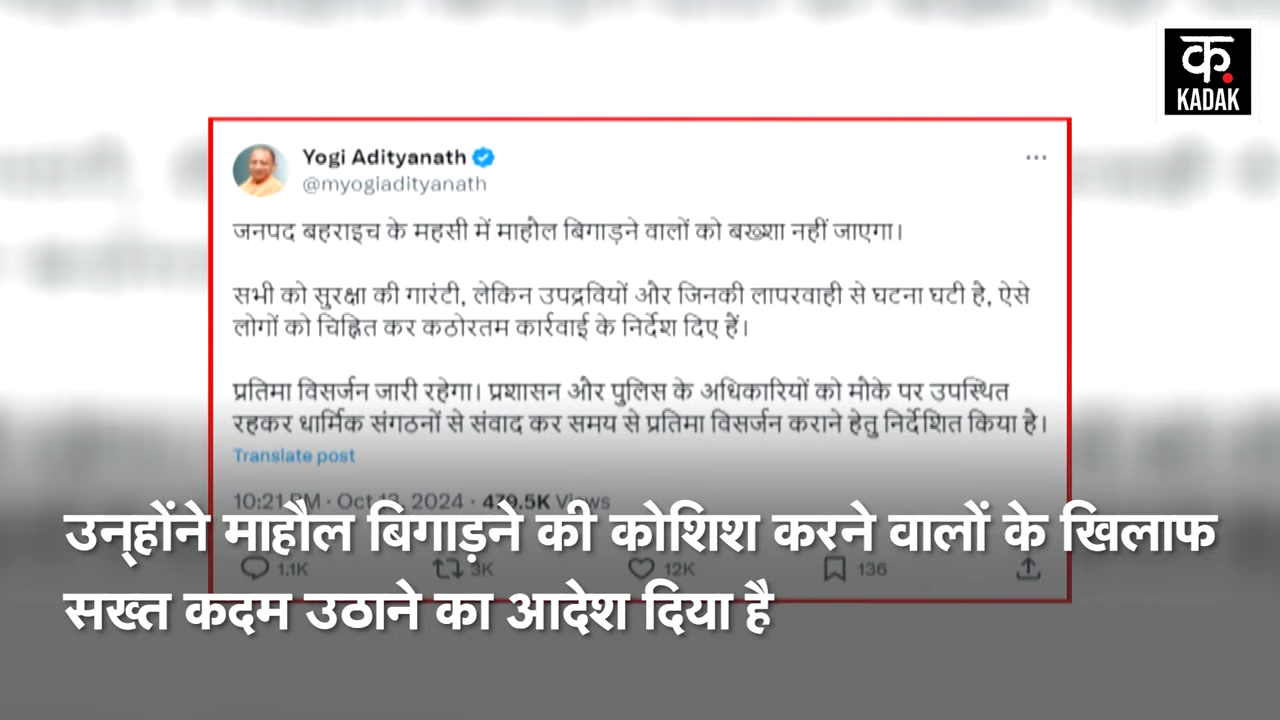 क.
KADAK
Yogi Adityanath
@myogiadityanath
जनपद बहराइच के महसी में माहौल बिगाड़ने वालों को बख्शा नहीं जाएगा।
सभी को सुरक्षा की गारंटी, लेकिन उपद्रवियों और जिनकी लापरवाही से घटना घटी है, ऐसे
लोगों को चिह्नित कर कठोरतम कार्रवाई के निर्देश दिए हैं।
प्रतिमा विसर्जन जारी रहेगा। प्रशासन और पुलिस के अधिकारियों को मौके पर उपस्थित
रहकर धार्मिक संगठनों से संवाद कर समय से प्रतिमा विसर्जन कराने हेतु निर्देशित किया है।
Translate post
10:21 PM · Oct 13, 2024 · 479.5K Views
उन्होंने माहौल बिगाड़ने की कोशिश करने वालों के खिलाफ
1.1K 3K 12K 136
सख्त कदम उठाने का आदेश दिया है